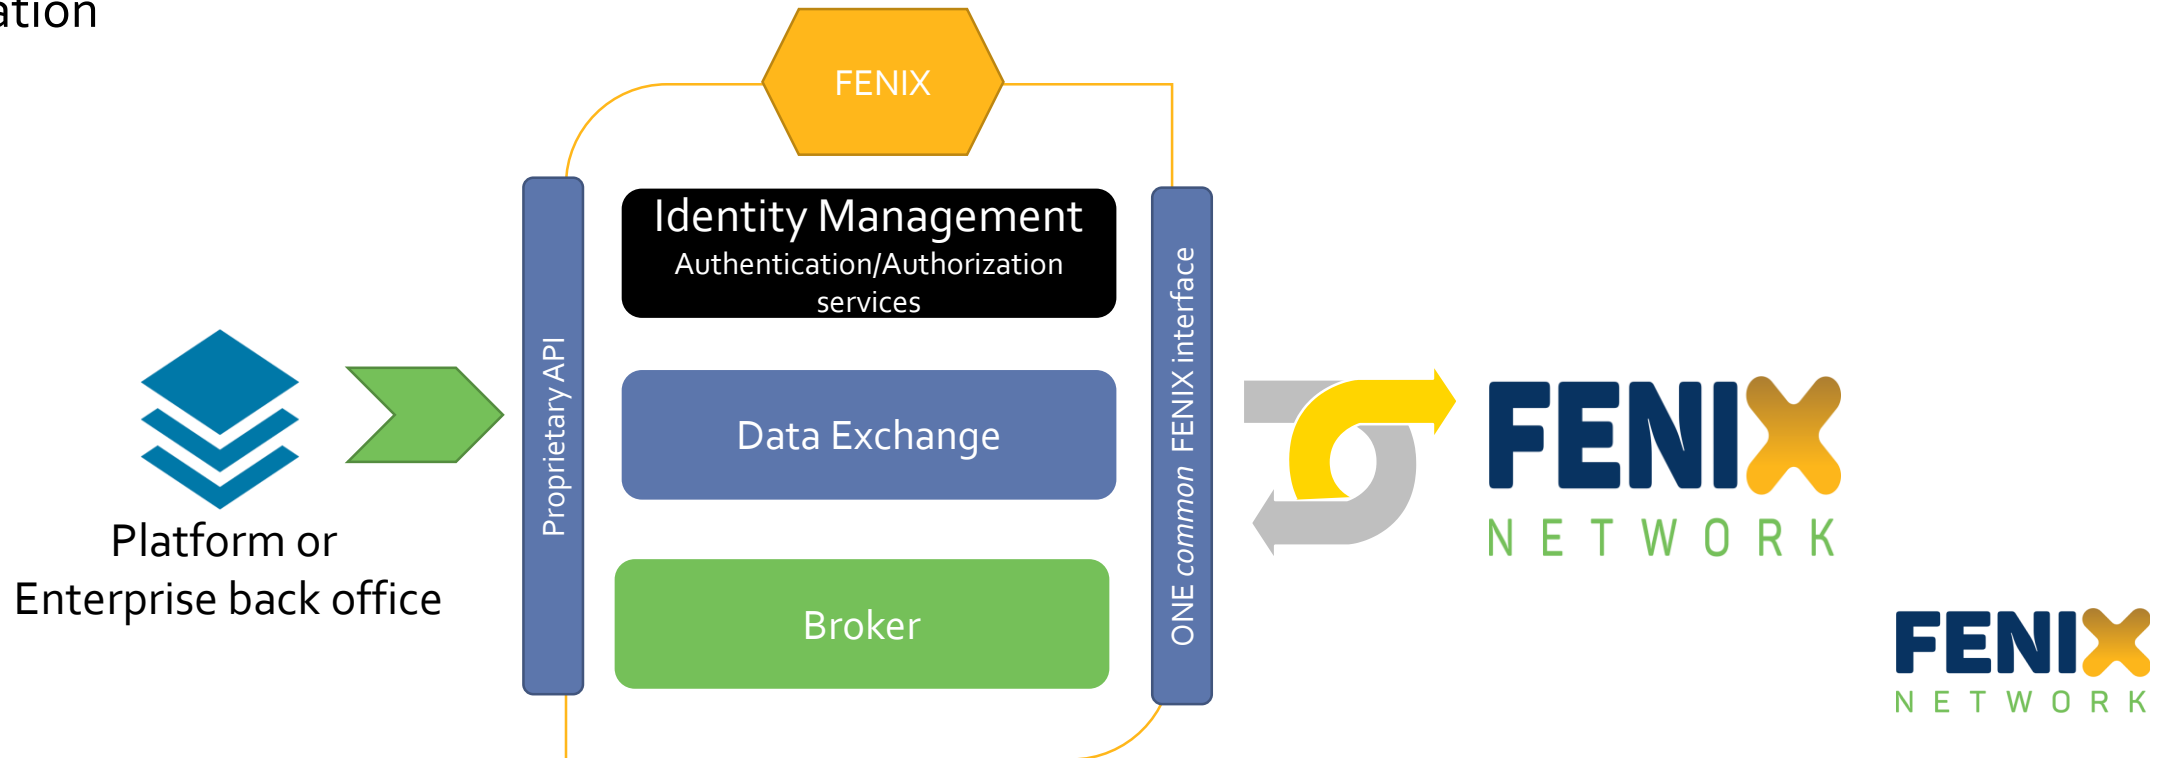 ation
FENIX
Identity Management
Authentication/Authorization
services
Proprietary API
Data Exchange
Broker
ONE common FENIX interface
Platform or
Enterprise back office
FENIX
NETWORK
FENIX
NETWORK